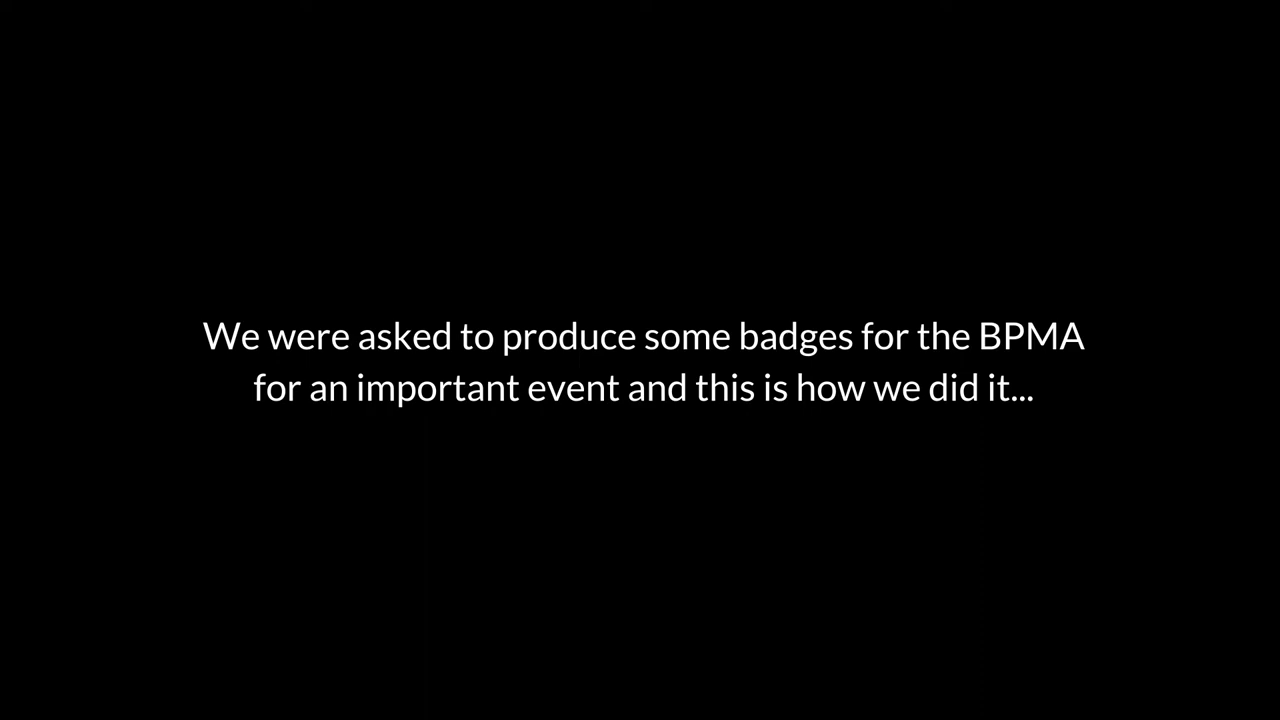 We were asked to produce some badges for the BPMA
for an important event and this is how we did it...